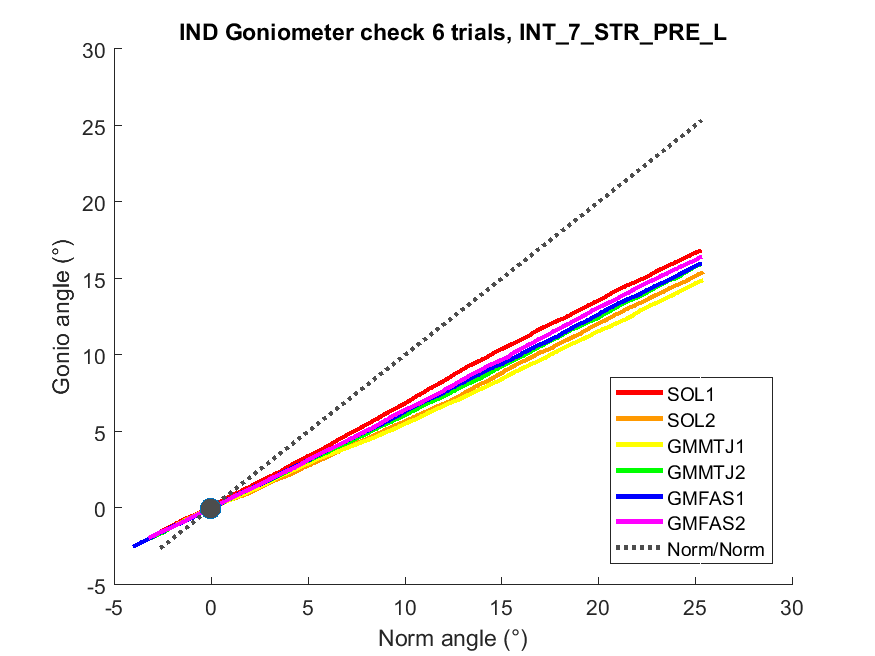 IND Goniometer check 6 trials, INT_7_STR_PRE_L
30
25
20
15
10
5
0
-5
Gonio angle (°)
-5 0 5 10 15 20 25 30
Norm angle (°)
SOL1
SOL2
GMMTJ1
GMMTJ2
GMFAS1
GMFAS2
Norm/Norm